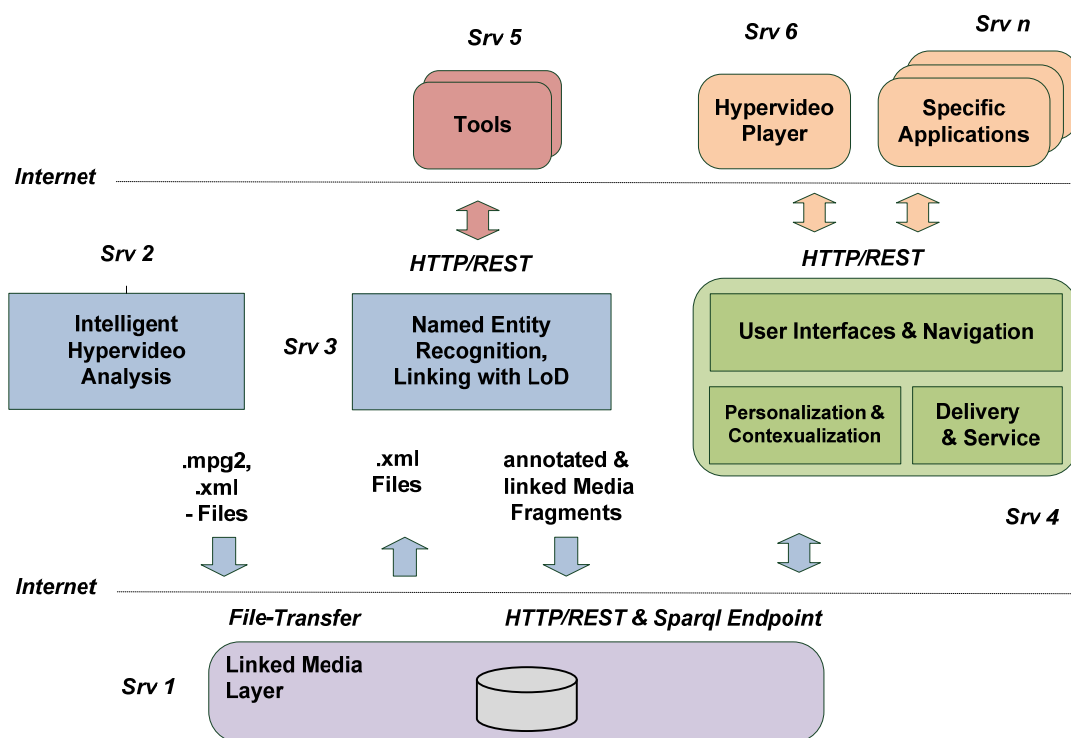 Srv 5
Srv 6
Srv n
Tools
Hypervideo
Player
Specific
Applications
Internet
Srv 2
HTTP/REST
HTTP/REST
Intelligent
Hypervideo
Analysis
Srv 3
Named Entity
Recognition,
Linking with LoD
User Interfaces & Navigation
Personalization &
Contexualization
Delivery
& Service
.mpg2,
.xml
- Files
.xml
Files
annotated &
linked Media
Fragments
Srv 4
Internet
File-Transfer
HTTP/REST & Sparql Endpoint
Srv 1
Linked Media
Layer